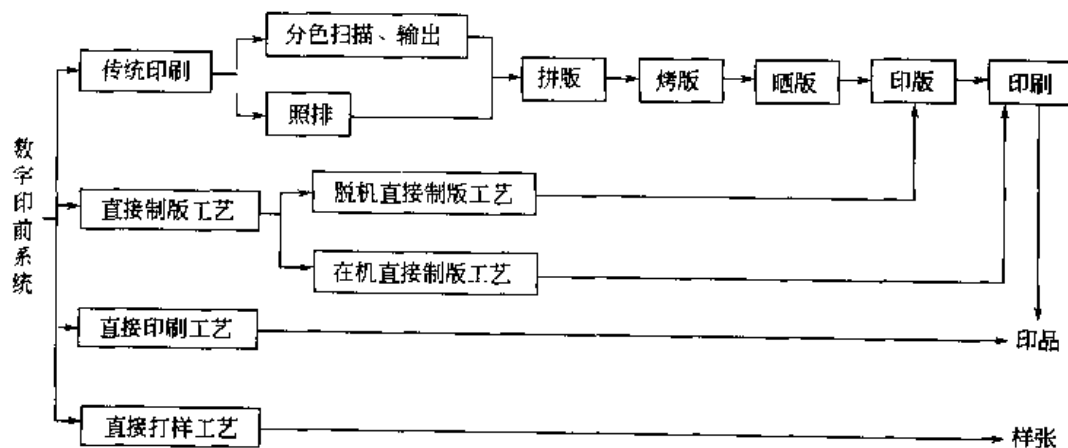 分色扫描、输出
传统印刷
拼版
烤版
晒版
印版
印刷
照排
数字印前系统
脱机直接制版工艺
直接制版工艺
在机直接制版工艺
直接印刷工艺
印品
直接打样工艺
样张